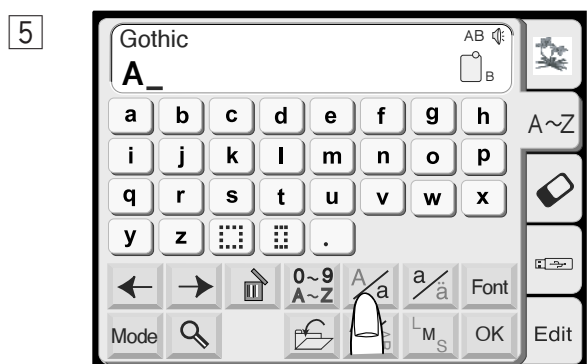 5
Gothic AB
A_ B
a b c d e f g h A~Z
i j k l m n o p
q r s t u v w x
y z .
0~9 A a a Font
A~Z a ä
Mode L M S OK Edit